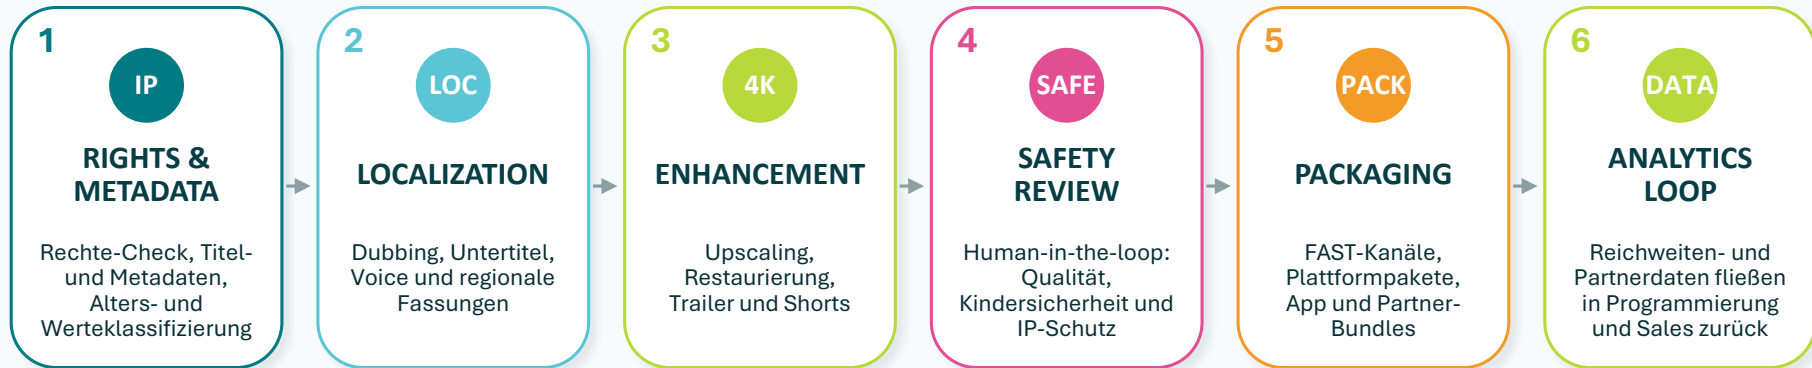 1
IP
RIGHTS &
METADATA
Rechte-Check, Titel-
und Metadaten,
Alters- und
Werteklassifizierung
2
LOC
LOCALIZATION
Dubbing, Untertitel,
Voice und regionale
Fassungen
3
4K
ENHANCEMENT
Upscaling,
Restaurierung,
Trailer und Shorts
4
SAFE
SAFETY
REVIEW
Human-in-the-loop:
Qualität,
Kindersicherheit und
IP-Schutz
5
PACK
PACKAGING
FAST-Kanäle,
Plattformpakete,
App und Partner-
Bundles
6
DATA
ANALYTICS
LOOP
Reichweiten- und
Partnerdaten fließen
in Programmierung
und Sales zurück